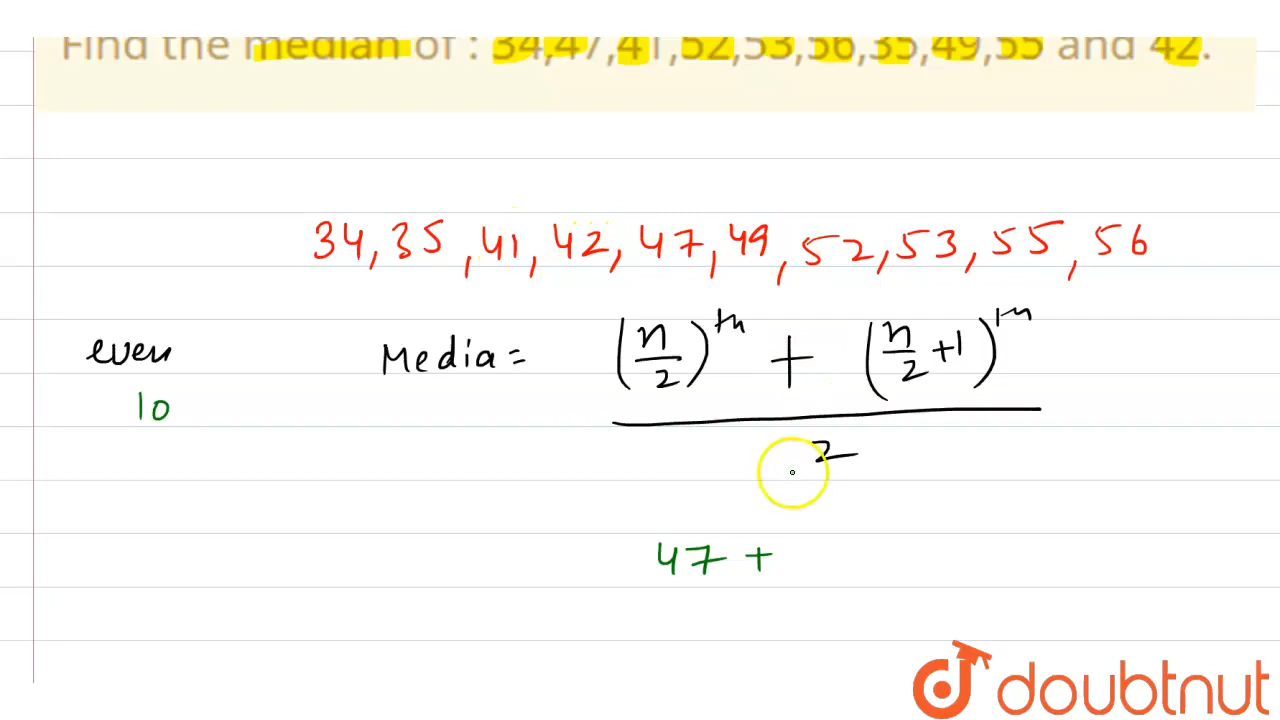 Find the median of : 34,47,41,52,53,56,35,49,55 and 42.
34, 35, 41, 42, 47, 49, 52, 53, 55, 56
even
10
Media = (n/2)th + (n/2 +1)th
2
47 +
doubtnut